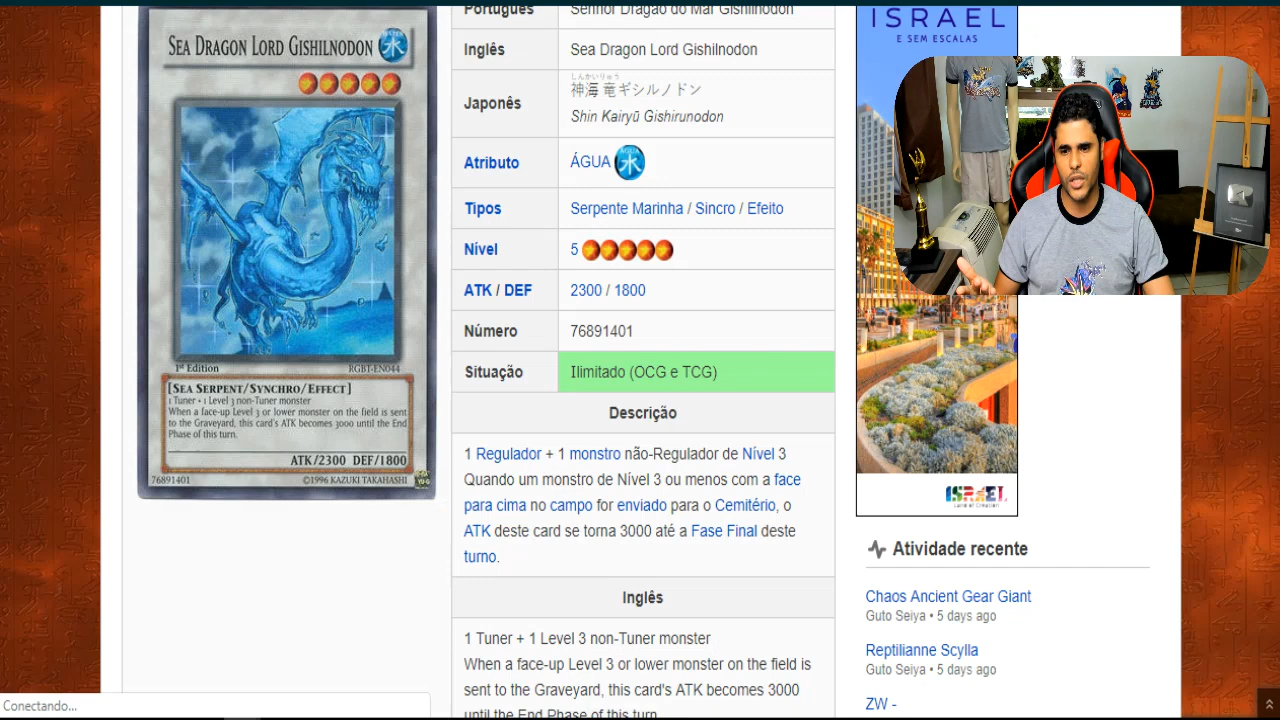 SEA DRAGON LORD GISHILNODON
WATER
水
1st Edition
RGBT-EN044
[SEA SERPENT/SYNCHRO/EFFECT]
1 Tuner + 1 Level 3 non-Tuner monster
When a face-up Level 3 or lower monster on the field is sent
to the Graveyard, this card's ATK becomes 3000 until the End
Phase of this turn.
ATK/2300 DEF/1800
76891401
©1996 KAZUKI TAKAHASHI
Português
Senhor Dragão do Mar Gishilnodon
Inglês
Sea Dragon Lord Gishilnodon
Japonês
しんかいりゅう
神海竜ギシルノドン
Shin Kairyū Gishirunodon
Atributo
ÁGUA
水
Tipos
Serpente Marinha / Sincro / Efeito
Nível
5
ATK / DEF
2300 / 1800
Número
76891401
Situação
Ilimitado (OCG e TCG)
Descrição
1 Regulador + 1 monstro não-Regulador de Nível 3
Quando um monstro de Nível 3 ou menos com a face
para cima no campo for enviado para o Cemitério, o
ATK deste card se torna 3000 até a Fase Final deste
turno.
Inglês
1 Tuner + 1 Level 3 non-Tuner monster
When a face-up Level 3 or lower monster on the field is
sent to the Graveyard, this card's ATK becomes 3000
until the End Phase of this turn.
ISRAEL
E SEM ESCALAS
ISRAEL
Land of Creation
Atividade recente
Chaos Ancient Gear Giant
Guto Seiya • 5 days ago
Reptilianne Scylla
Guto Seiya • 5 days ago
ZW -
Conectando...